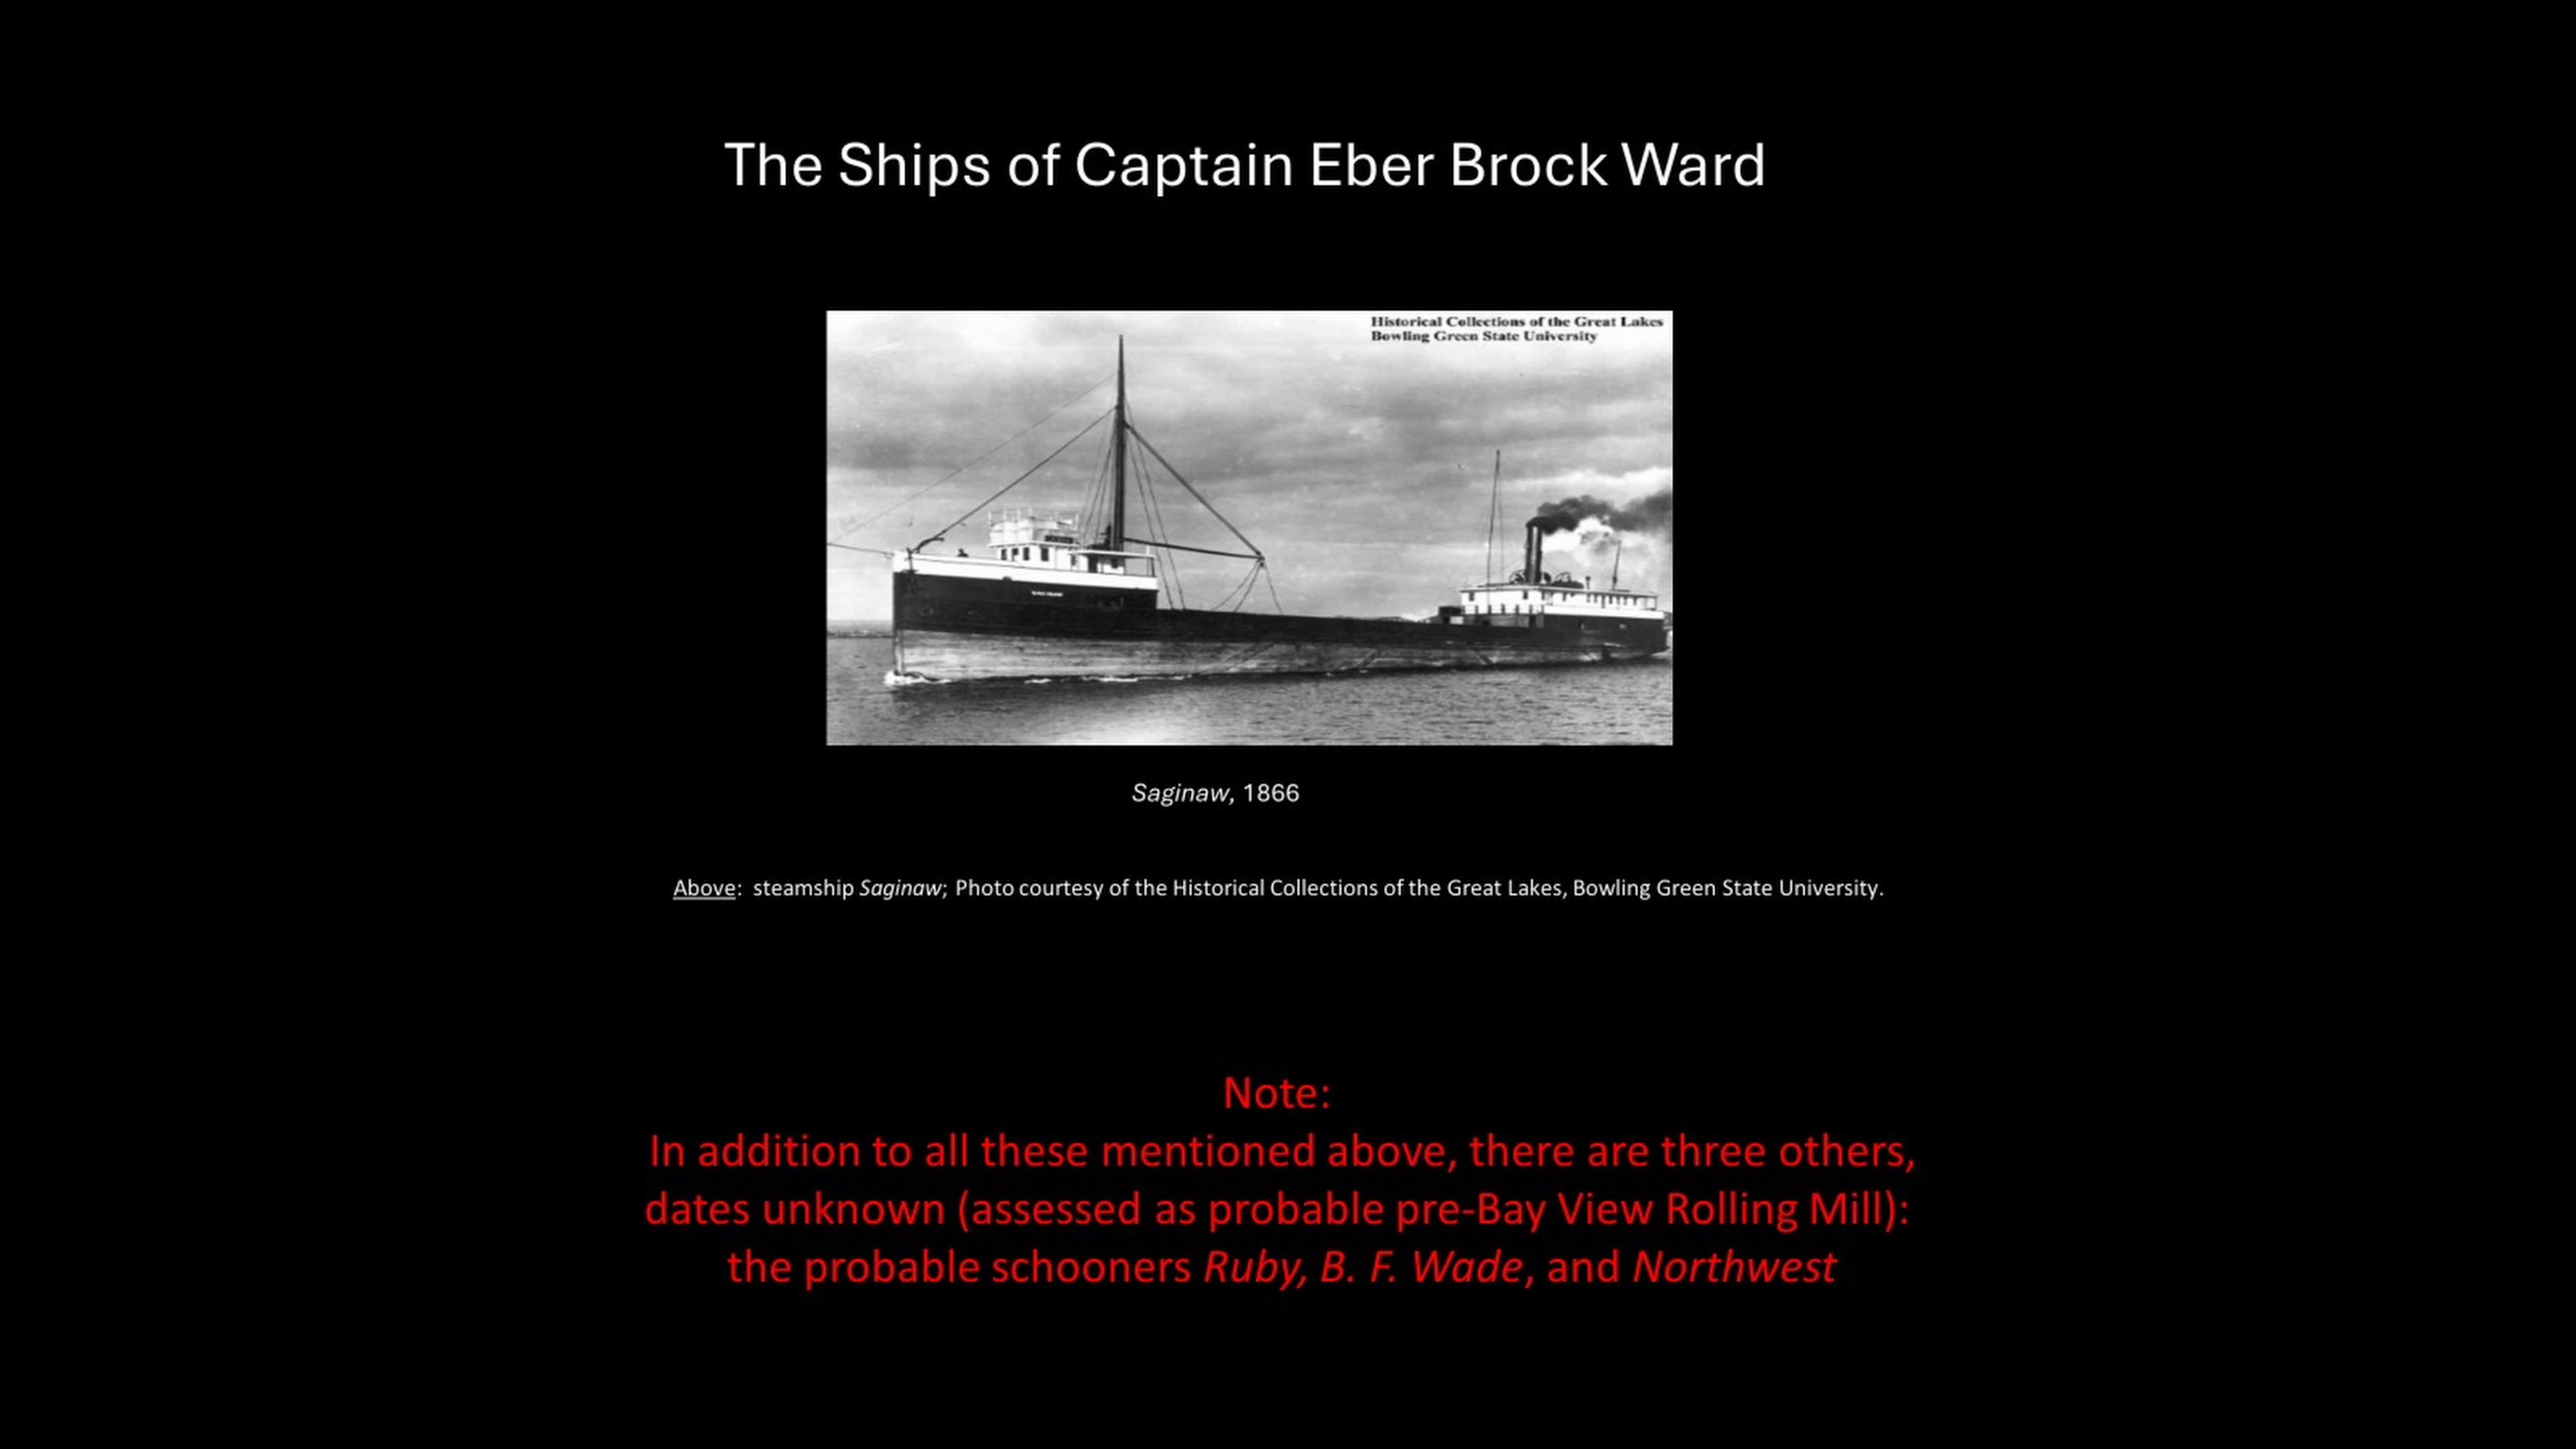 The Ships of Captain Eber Brock Ward
Historical Collections of the Great Lakes
Bowling Green State University
Saginaw, 1866
Above:  steamship Saginaw; Photo courtesy of the Historical Collections of the Great Lakes, Bowling Green State University.
Note:
In addition to all these mentioned above, there are three others,
dates unknown (assessed as probable pre-Bay View Rolling Mill):
the probable schooners Ruby, B. F. Wade, and Northwest